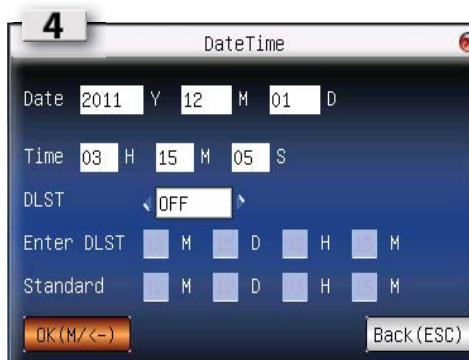 4
DateTime
Date 2011 Y 12 M 01 D
Time 03 H 15 M 05 S
DLST OFF
Enter DLST M D H M
Standard M D H M
OK(M/<-) Back(ESC)